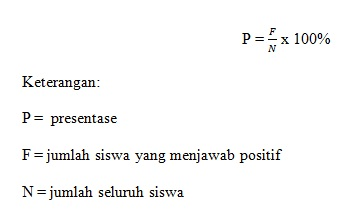 P = F/N x 100%
Keterangan:
P = presentase
F = jumlah siswa yang menjawab positif
N = jumlah seluruh siswa